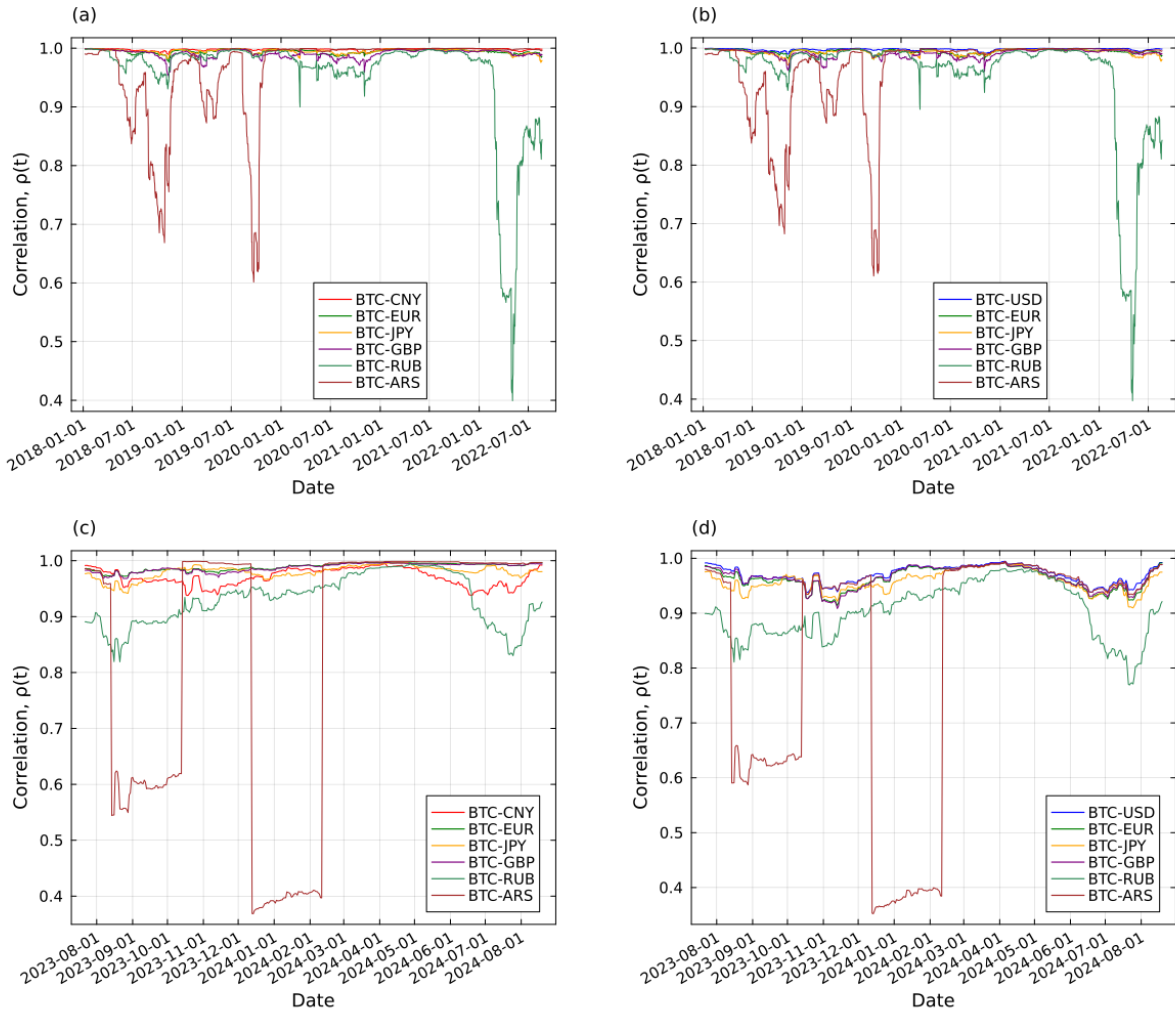 (a)
Correlation, ρ(t)
1.0
0.9
0.8
0.7
0.6
0.5
0.4
BTC-CNY
BTC-EUR
BTC-JPY
BTC-GBP
BTC-RUB
BTC-ARS
2018-01-01
2018-07-01
2019-01-01
2019-07-01
2020-01-01
2020-07-01
2021-01-01
2021-07-01
2022-01-01
2022-07-01
Date
(b)
Correlation, ρ(t)
1.0
0.9
0.8
0.7
0.6
0.5
0.4
BTC-USD
BTC-EUR
BTC-JPY
BTC-GBP
BTC-RUB
BTC-ARS
2018-01-01
2018-07-01
2019-01-01
2019-07-01
2020-01-01
2020-07-01
2021-01-01
2021-07-01
2022-01-01
2022-07-01
Date
(c)
Correlation, ρ(t)
1.0
0.9
0.8
0.7
0.6
0.5
0.4
BTC-CNY
BTC-EUR
BTC-JPY
BTC-GBP
BTC-RUB
BTC-ARS
2023-08-01
2023-09-01
2023-10-01
2023-11-01
2023-12-01
2024-01-01
2024-02-01
2024-03-01
2024-04-01
2024-05-01
2024-06-01
2024-07-01
2024-08-01
Date
(d)
Correlation, ρ(t)
1.0
0.9
0.8
0.7
0.6
0.5
0.4
BTC-USD
BTC-EUR
BTC-JPY
BTC-GBP
BTC-RUB
BTC-ARS
2023-08-01
2023-09-01
2023-10-01
2023-11-01
2023-12-01
2024-01-01
2024-02-01
2024-03-01
2024-04-01
2024-05-01
2024-06-01
2024-07-01
2024-08-01
Date